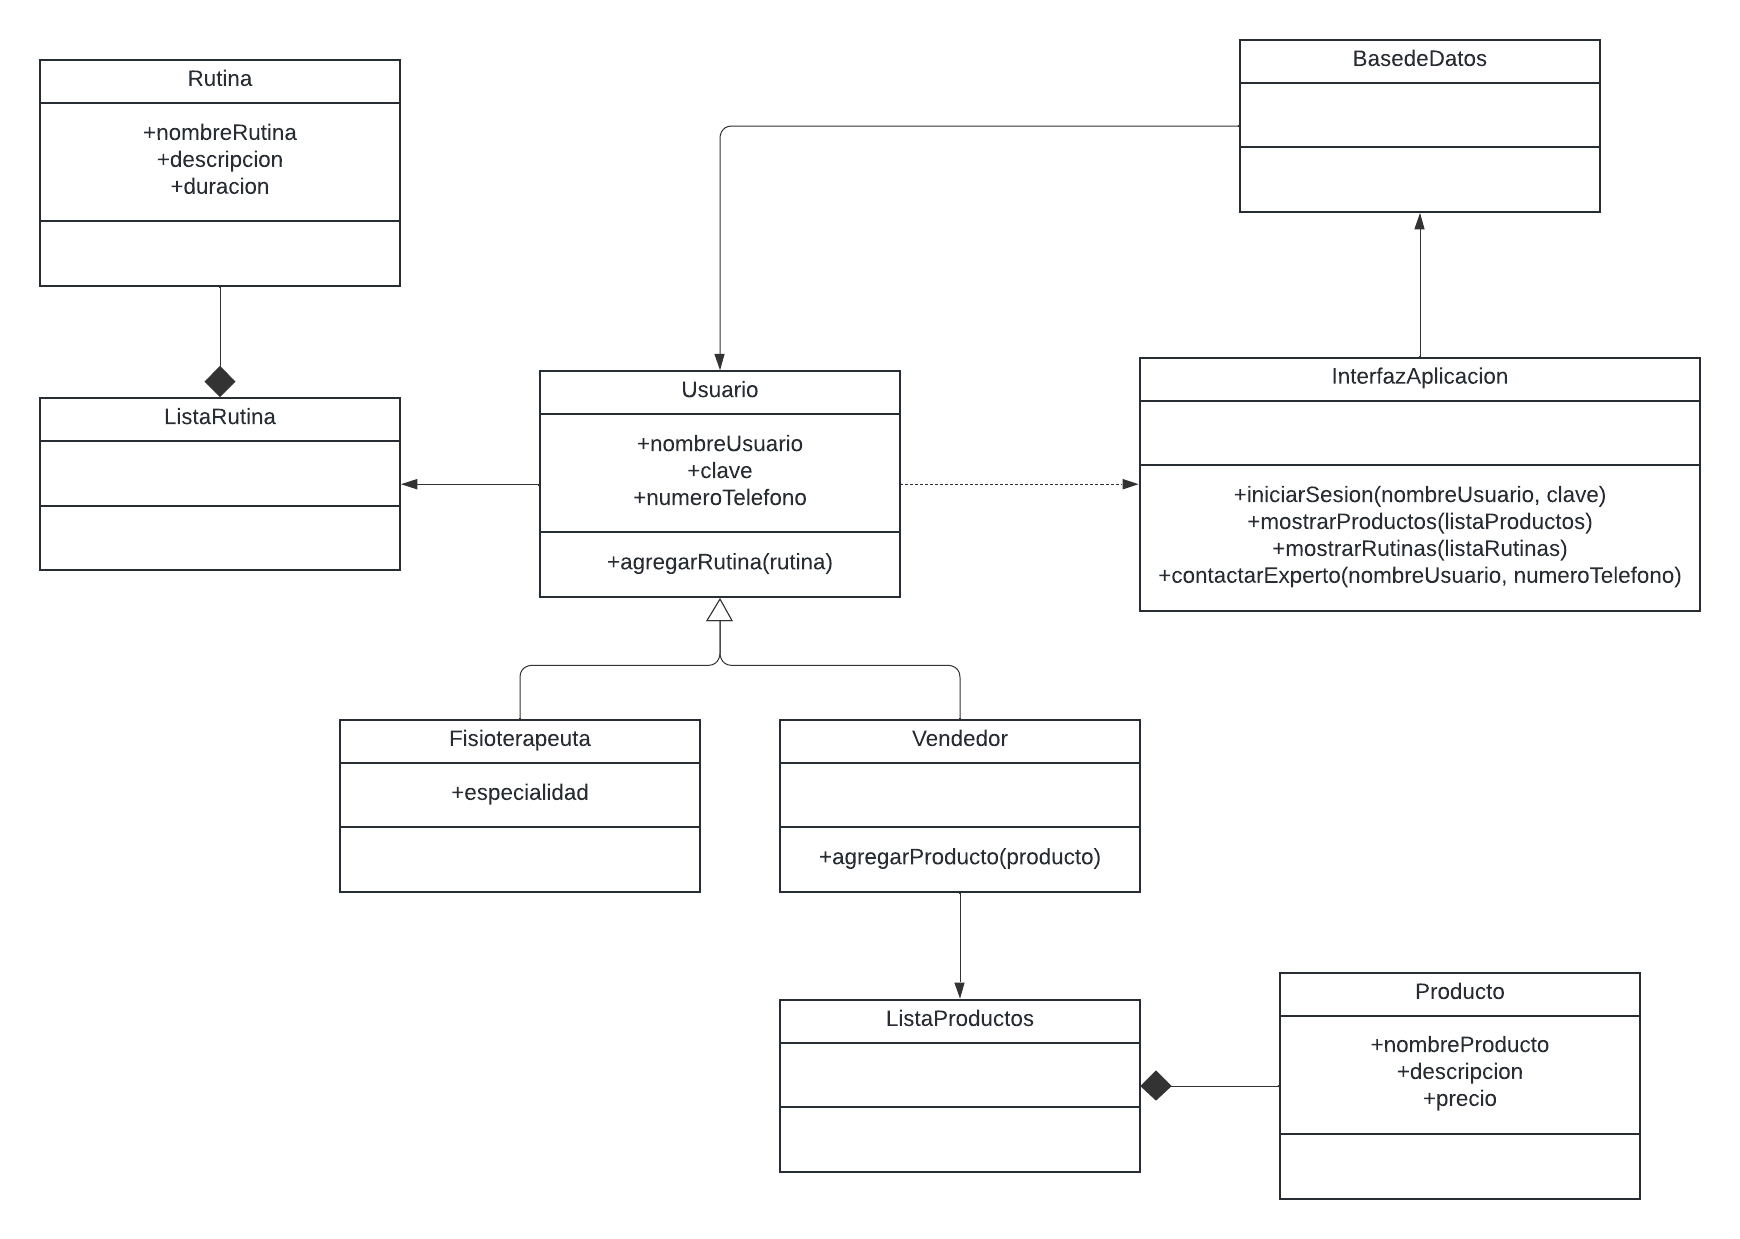 Rutina
+nombreRutina
+descripcion
+duracion
BasedeDatos
ListaRutina
Usuario
+nombreUsuario
+clave
+numeroTelefono
+agregarRutina(rutina)
InterfazAplicacion
+iniciarSesion(nombreUsuario, clave)
+mostrarProductos(listaProductos)
+mostrarRutinas(listaRutinas)
+contactarExperto(nombreUsuario, numeroTelefono)
Fisioterapeuta
+especialidad
Vendedor
+agregarProducto(producto)
ListaProductos
Producto
+nombreProducto
+descripcion
+precio